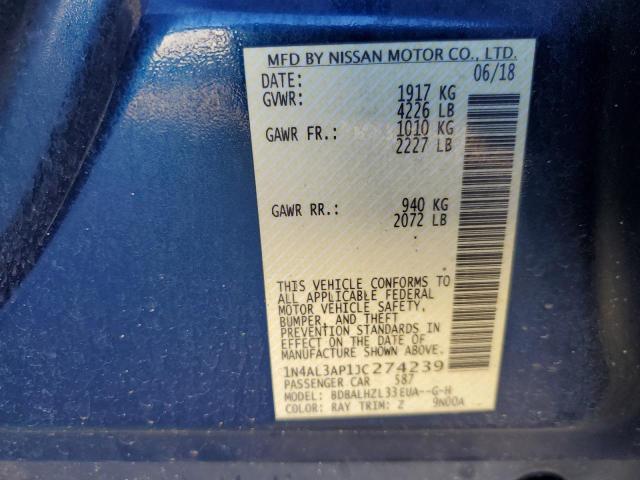 MFD BY NISSAN MOTOR CO., LTD.
DATE: 06/18
GVWR: 1917 KG
4226 LB
GAWR FR.: 1010 KG
2227 LB
GAWR RR.: 940 KG
2072 LB
THIS VEHICLE CONFORMS TO
ALL APPLICABLE FEDERAL
MOTOR VEHICLE SAFETY,
BUMPER, AND THEFT
PREVENTION STANDARDS IN
EFFECT ON THE DATE OF
MANUFACTURE SHOWN ABOVE.
1N4AL3AP1JC274239
PASSENGER CAR 587
MODEL: BDBALHZL33EUA--G-H
COLOR: RAY TRIM: Z 9N00A